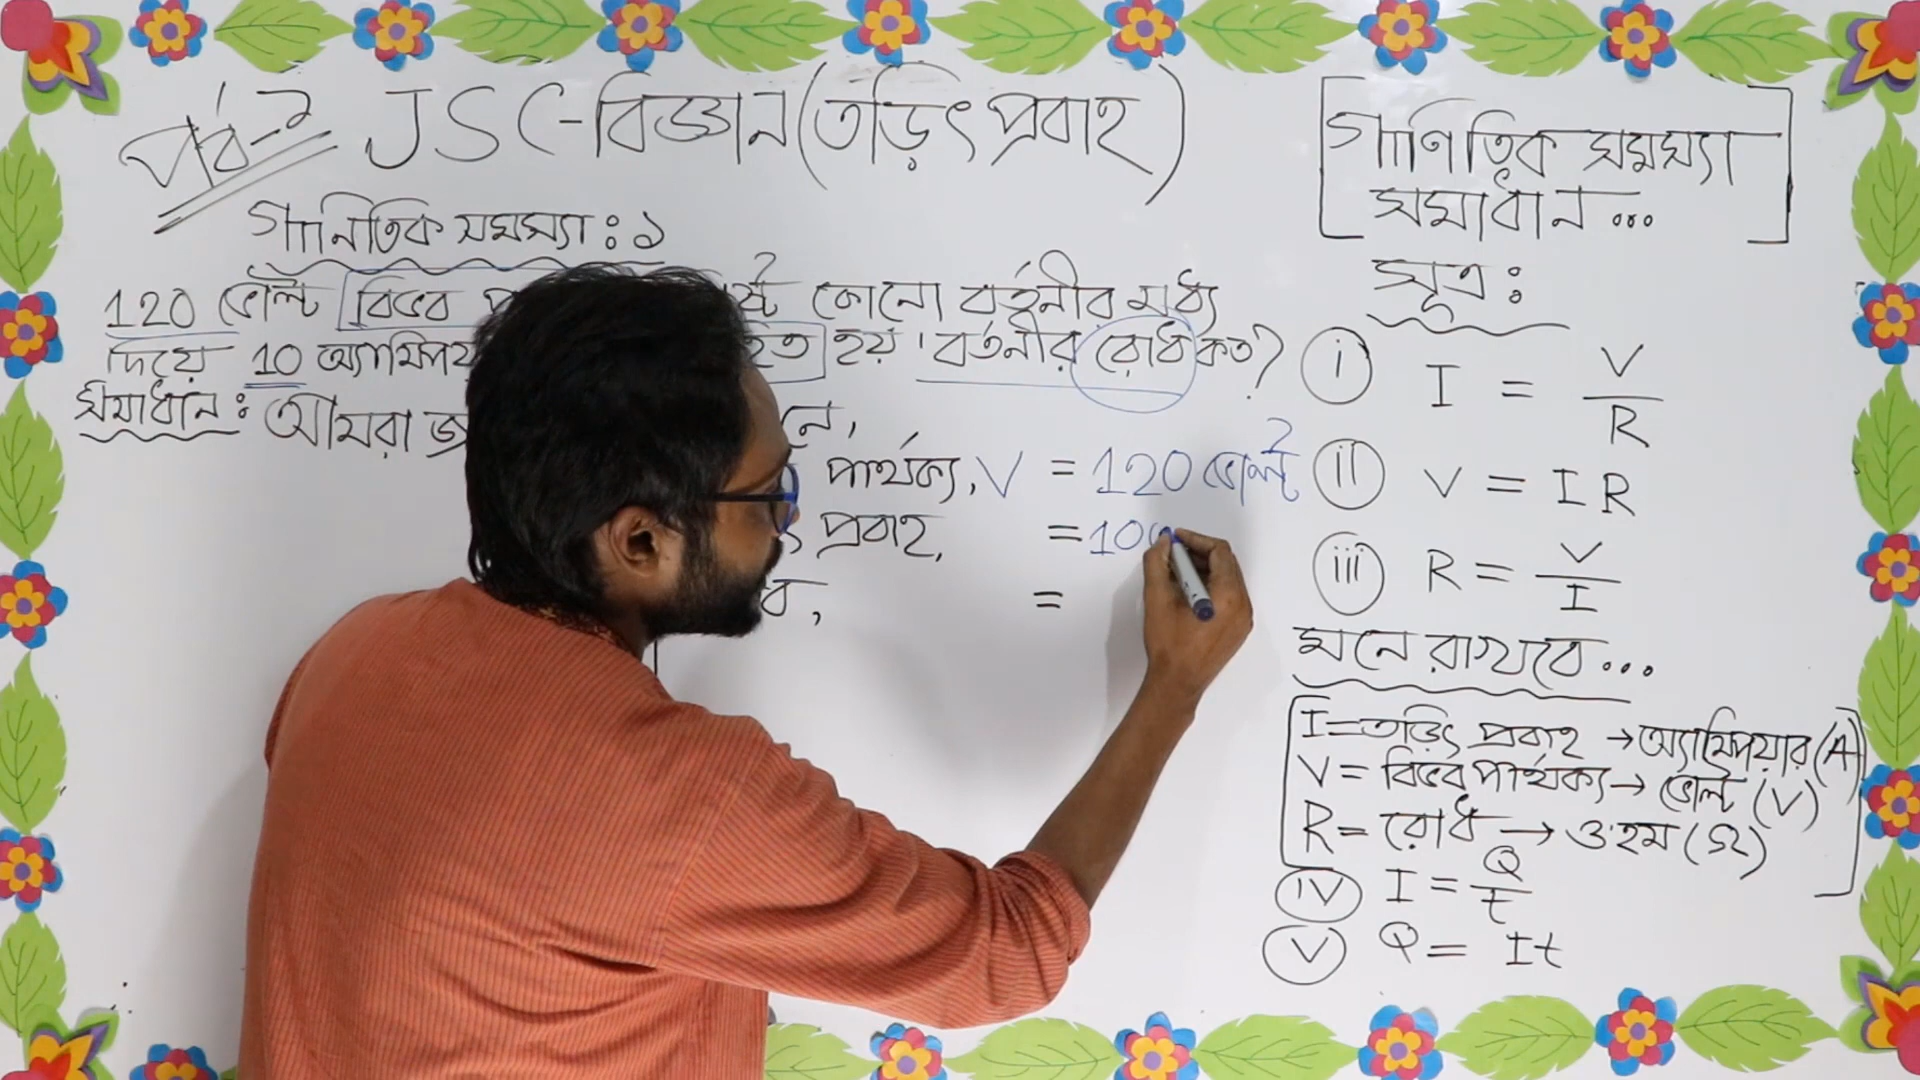 পর্ব-২ JSC-বিজ্ঞান (তড়িৎ প্রবাহ)
গাণিতিক সমস্যা : ১
120 ভোল্ট বিভব কোনো বর্তনীর মধ্য
দিয়ে 10 হয়। বর্তনীর রোধ কত?
সমাধান : আমরা
পার্থক্য, V = 120 ভোল্ট
প্রবাহ, = 10
=
[গাণিতিক সমস্যা
সমাধান...]
সূত্র :
(i) I = V/R
(ii) V = IR
(iii) R = V/I
মনে রাখবে...
[I = তড়িৎ প্রবাহ → অ্যাম্পিয়ার (A)
V = বিভব পার্থক্য → ভোল্ট (V)
R = রোধ → ও'হম (Ω)]
(iv) I = Q/t
(v) Q = It